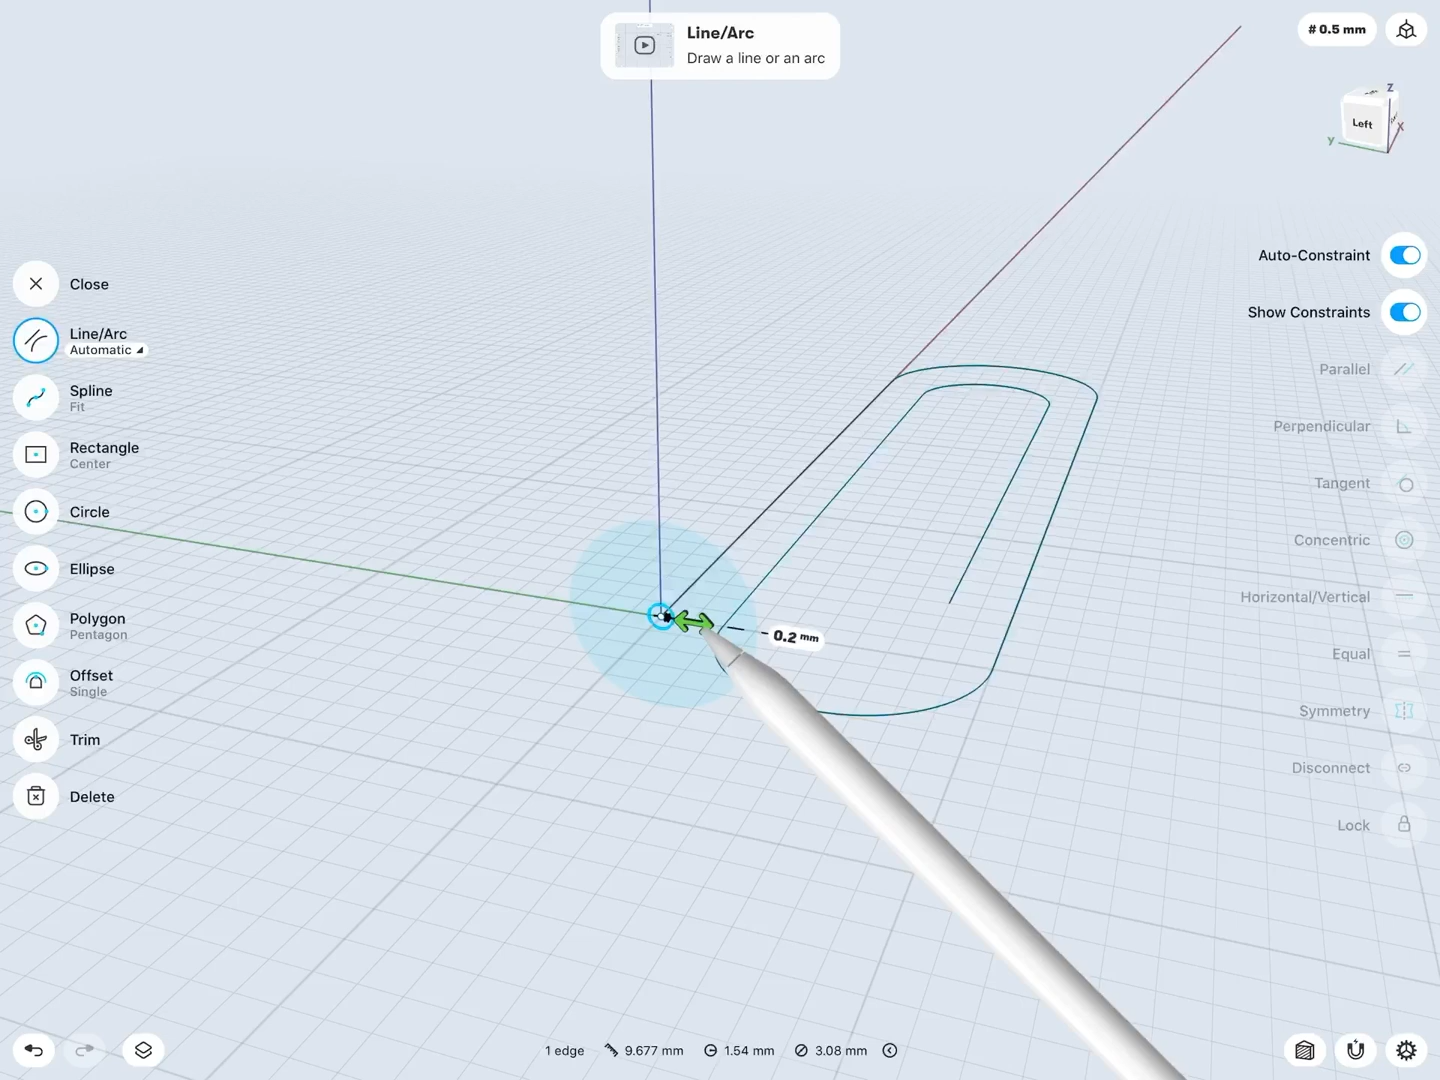 Line/Arc
Draw a line or an arc
# 0.5 mm
Z
Left
X
Y
Auto-Constraint
Show Constraints
Close
Line/Arc
Automatic
Parallel
Spline
Fit
Perpendicular
Rectangle
Center
Tangent
Circle
Concentric
Ellipse
Horizontal/Vertical
Polygon
Pentagon
0.2 mm
Equal
Offset
Single
Symmetry
Trim
Disconnect
Delete
Lock
1 edge 9.677 mm 1.54 mm 3.08 mm